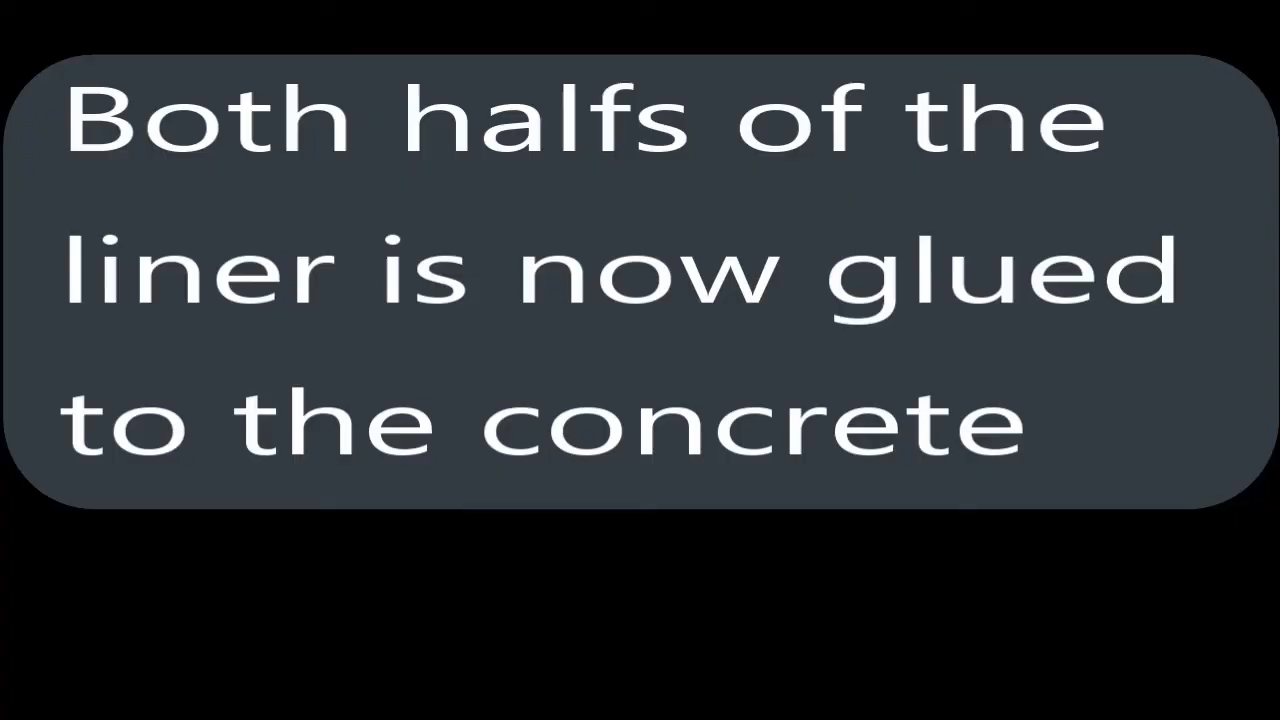 Both halfs of the
liner is now glued
to the concrete